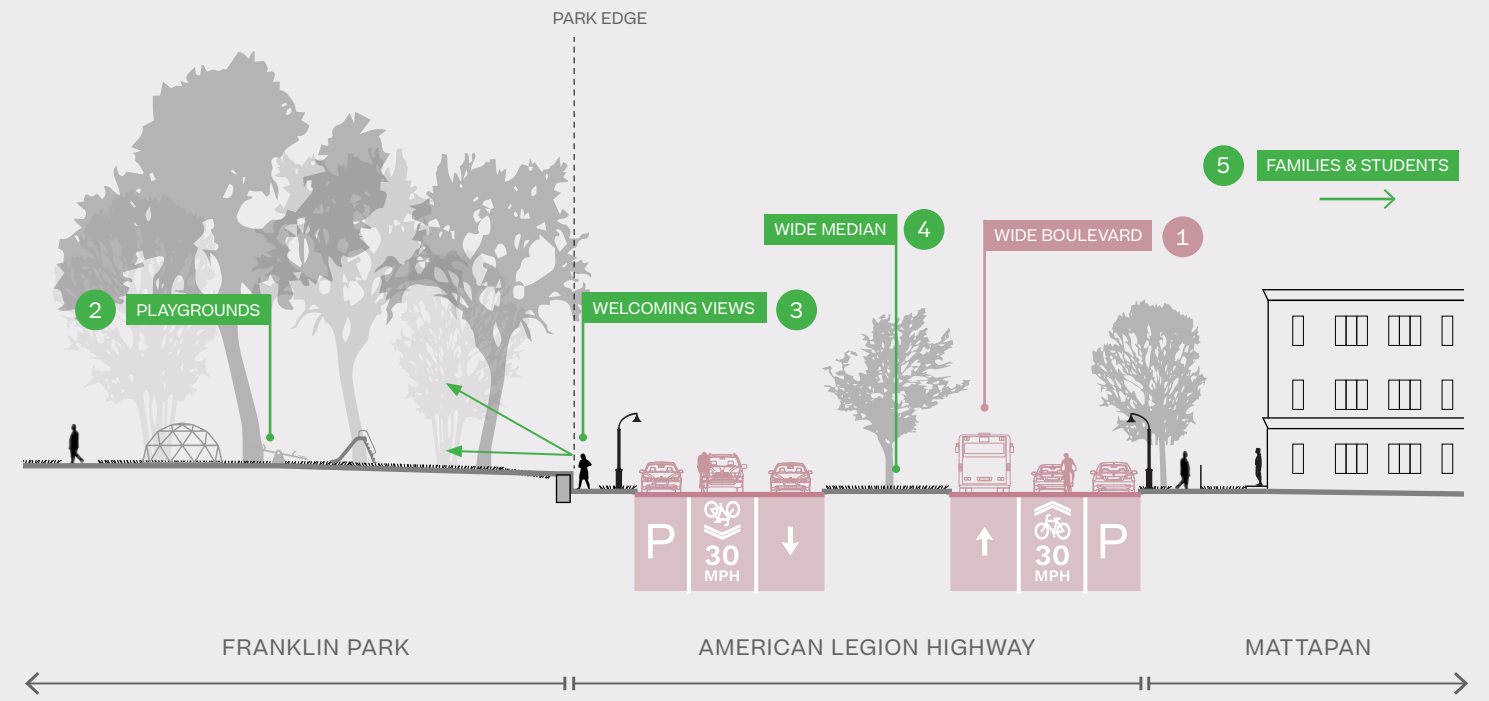 PARK EDGE
5 FAMILIES & STUDENTS
WIDE MEDIAN 4
WIDE BOULEVARD 1
2 PLAYGROUNDS
WELCOMING VIEWS 3
P
30
MPH
30
MPH
P
FRANKLIN PARK
AMERICAN LEGION HIGHWAY
MATTAPAN